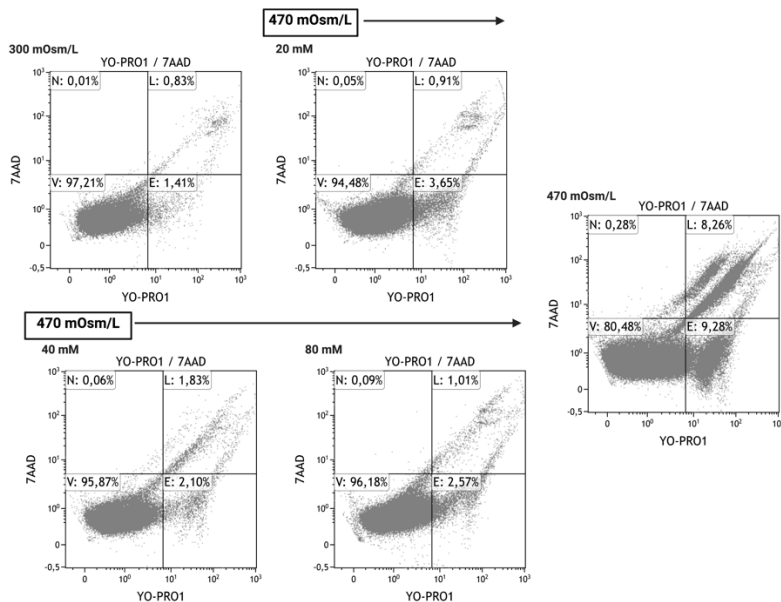 470 mOsm/L
300 mOsm/L
20 mM
YO-PRO1 / 7AAD
N: 0,01%
L: 0,83%
V: 97,21%
E: 1,41%
10³
10²
10¹
10⁰
0
-0,5
7AAD
0
10⁰
10¹
10²
10³
YO-PRO1
YO-PRO1 / 7AAD
N: 0,05%
L: 0,91%
V: 94,48%
E: 3,65%
10³
10²
10¹
10⁰
0
-0,5
7AAD
0
10⁰
10¹
10²
10³
YO-PRO1
470 mOsm/L
YO-PRO1 / 7AAD
N: 0,28%
L: 8,26%
V: 80,48%
E: 9,28%
10³
10²
10¹
10⁰
0
-0,5
7AAD
0
10⁰
10¹
10²
10³
YO-PRO1
470 mOsm/L
40 mM
YO-PRO1 / 7AAD
N: 0,06%
L: 1,83%
V: 95,87%
E: 2,10%
10³
10²
10¹
10⁰
0
-0,5
7AAD
0
10⁰
10¹
10²
10³
YO-PRO1
80 mM
YO-PRO1 / 7AAD
N: 0,09%
L: 1,01%
V: 96,18%
E: 2,57%
10³
10²
10¹
10⁰
0
-0,5
7AAD
0
10⁰
10¹
10²
10³
YO-PRO1